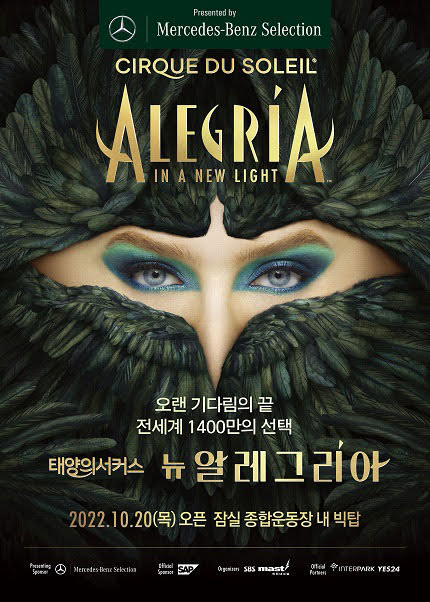 Presented by
Mercedes-Benz Selection
CIRQUE DU SOLEIL®
ALEGRÍA
IN A NEW LIGHT
오랜 기다림의 끝
전세계 1400만의 선택
태양의서커스 뉴 알레그리아
2022.10.20(목) 오픈 잠실 종합운동장 내 빅탑
Presenting Sponsor Mercedes-Benz Selection Official Sponsor SAP Organizers SBS mast Official Partners INTERPARK YES24